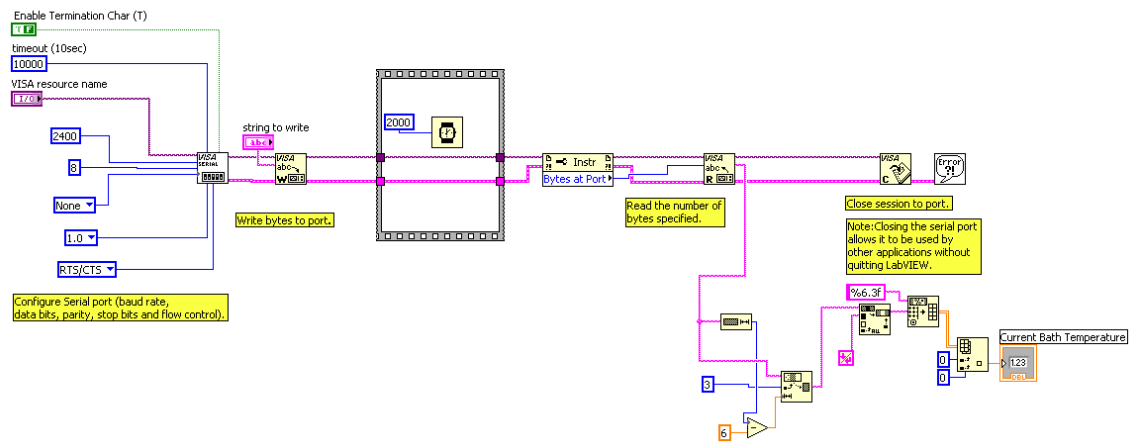 Enable Termination Char (T)
T F
timeout (10sec)
10000
VISA resource name
I/O
2400
8
None
1.0
RTS/CTS
Configure Serial port (baud rate,
data bits, parity, stop bits and flow control).
VISA
SERIAL
string to write
abc
VISA
abc
W
Write bytes to port.
2000
Instr
Bytes at Port
VISA
abc
R
Read the number of
bytes specified.
C
Error
?!
Close session to port.
Note:Closing the serial port
allows it to be used by
other applications without
quitting LabVIEW.
%6.3f
ALL
3
6
0
0
Current Bath Temperature
1.23
DBL